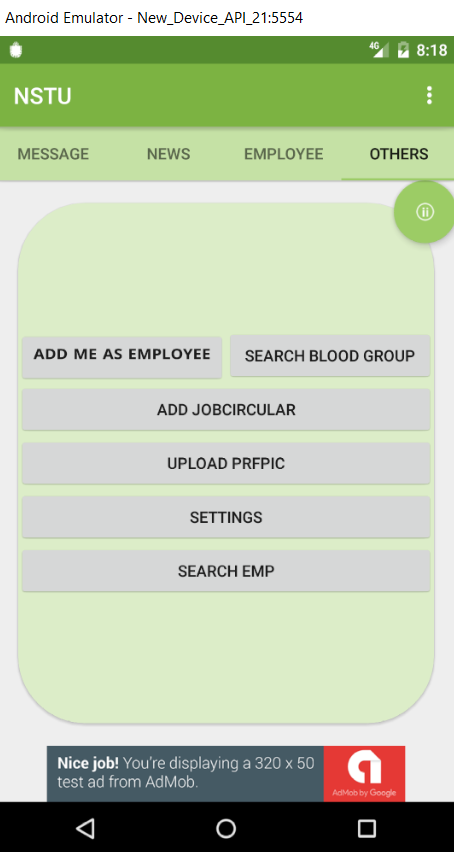 Android Emulator - New_Device_API_21:5554
4G 8:18
NSTU
MESSAGE NEWS EMPLOYEE OTHERS
ii
ADD ME AS EMPLOYEE SEARCH BLOOD GROUP
ADD JOBCIRCULAR
UPLOAD PRFPIC
SETTINGS
SEARCH EMP
Nice job! You're displaying a 320 x 50
test ad from AdMob.
AdMob by Google